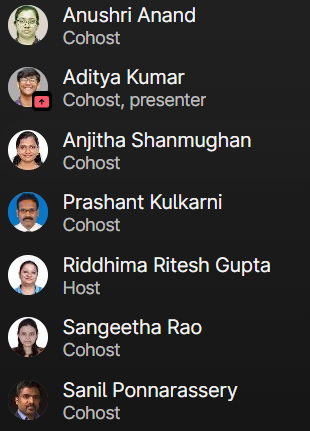 Anushri Anand
Cohost
Aditya Kumar
Cohost, presenter
Anjitha Shanmughan
Cohost
Prashant Kulkarni
Cohost
Riddhima Ritesh Gupta
Host
Sangeetha Rao
Cohost
Sanil Ponnarassery
Cohost